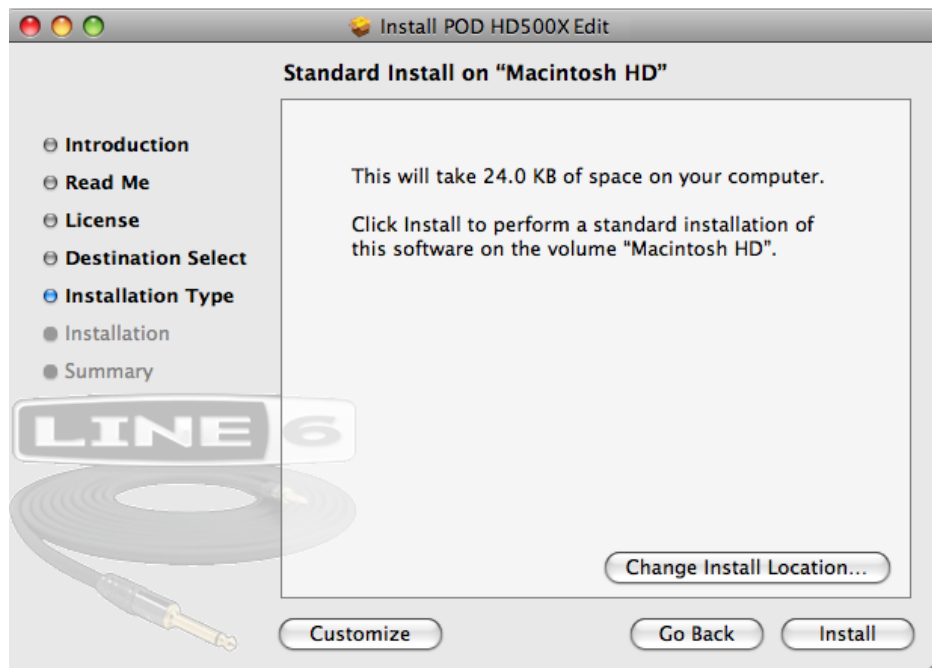 Install POD HD500X Edit
Standard Install on “Macintosh HD”
Introduction
Read Me
License
Destination Select
Installation Type
Installation
Summary
This will take 24.0 KB of space on your computer.
Click Install to perform a standard installation of
this software on the volume “Macintosh HD”.
LINE 6
Change Install Location...
Customize
Go Back
Install